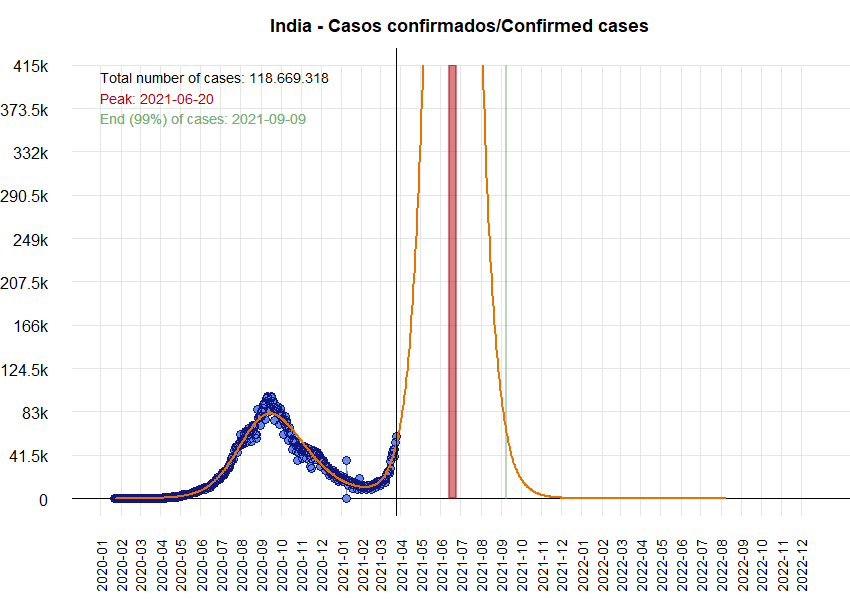 India - Casos confirmados/Confirmed cases
415k
Total number of cases: 118.669.318
Peak: 2021-06-20
373.5k
End (99%) of cases: 2021-09-09
332k
290.5k
249k
207.5k
166k
124.5k
83k
41.5k
0
2020-01
2020-02
2020-03
2020-04
2020-05
2020-06
2020-07
2020-08
2020-09
2020-10
2020-11
2020-12
2021-01
2021-02
2021-03
2021-04
2021-05
2021-06
2021-07
2021-08
2021-09
2021-10
2021-11
2021-12
2022-01
2022-02
2022-03
2022-04
2022-05
2022-06
2022-07
2022-08
2022-09
2022-10
2022-11
2022-12